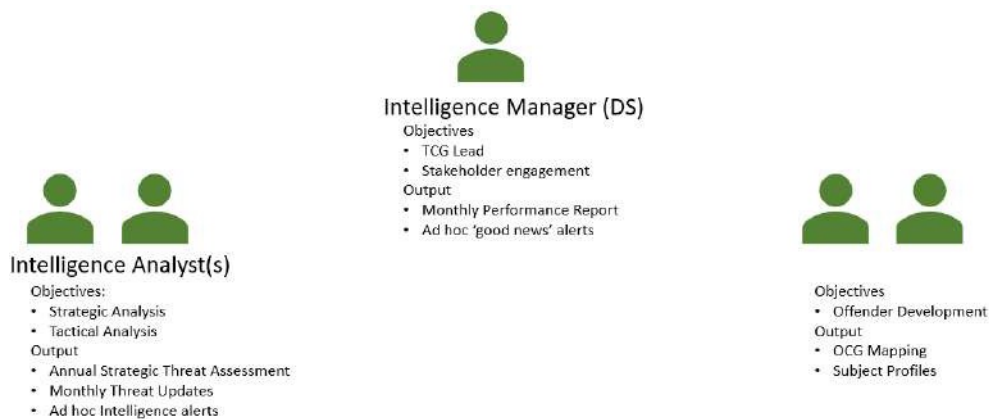 Intelligence Manager (DS)
Objectives
• TCG Lead
• Stakeholder engagement
Output
• Monthly Performance Report
• Ad hoc ‘good news’ alerts
Intelligence Analyst(s)
Objectives:
• Strategic Analysis
• Tactical Analysis
Output
• Annual Strategic Threat Assessment
• Monthly Threat Updates
• Ad hoc Intelligence alerts
Objectives
• Offender Development
Output
• OCG Mapping
• Subject Profiles